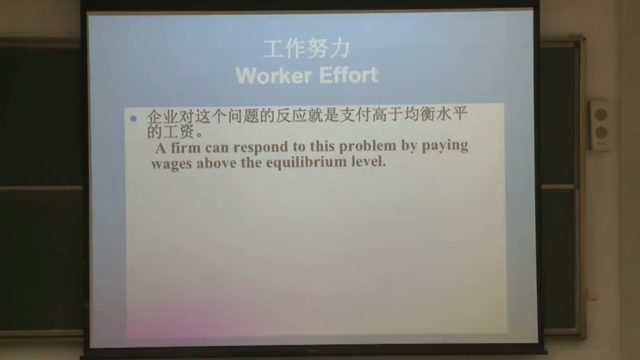 工作努力
Worker Effort
企业对这个问题的反应就是支付高于均衡水平
的工资。
A firm can respond to this problem by paying
wages above the equilibrium level.